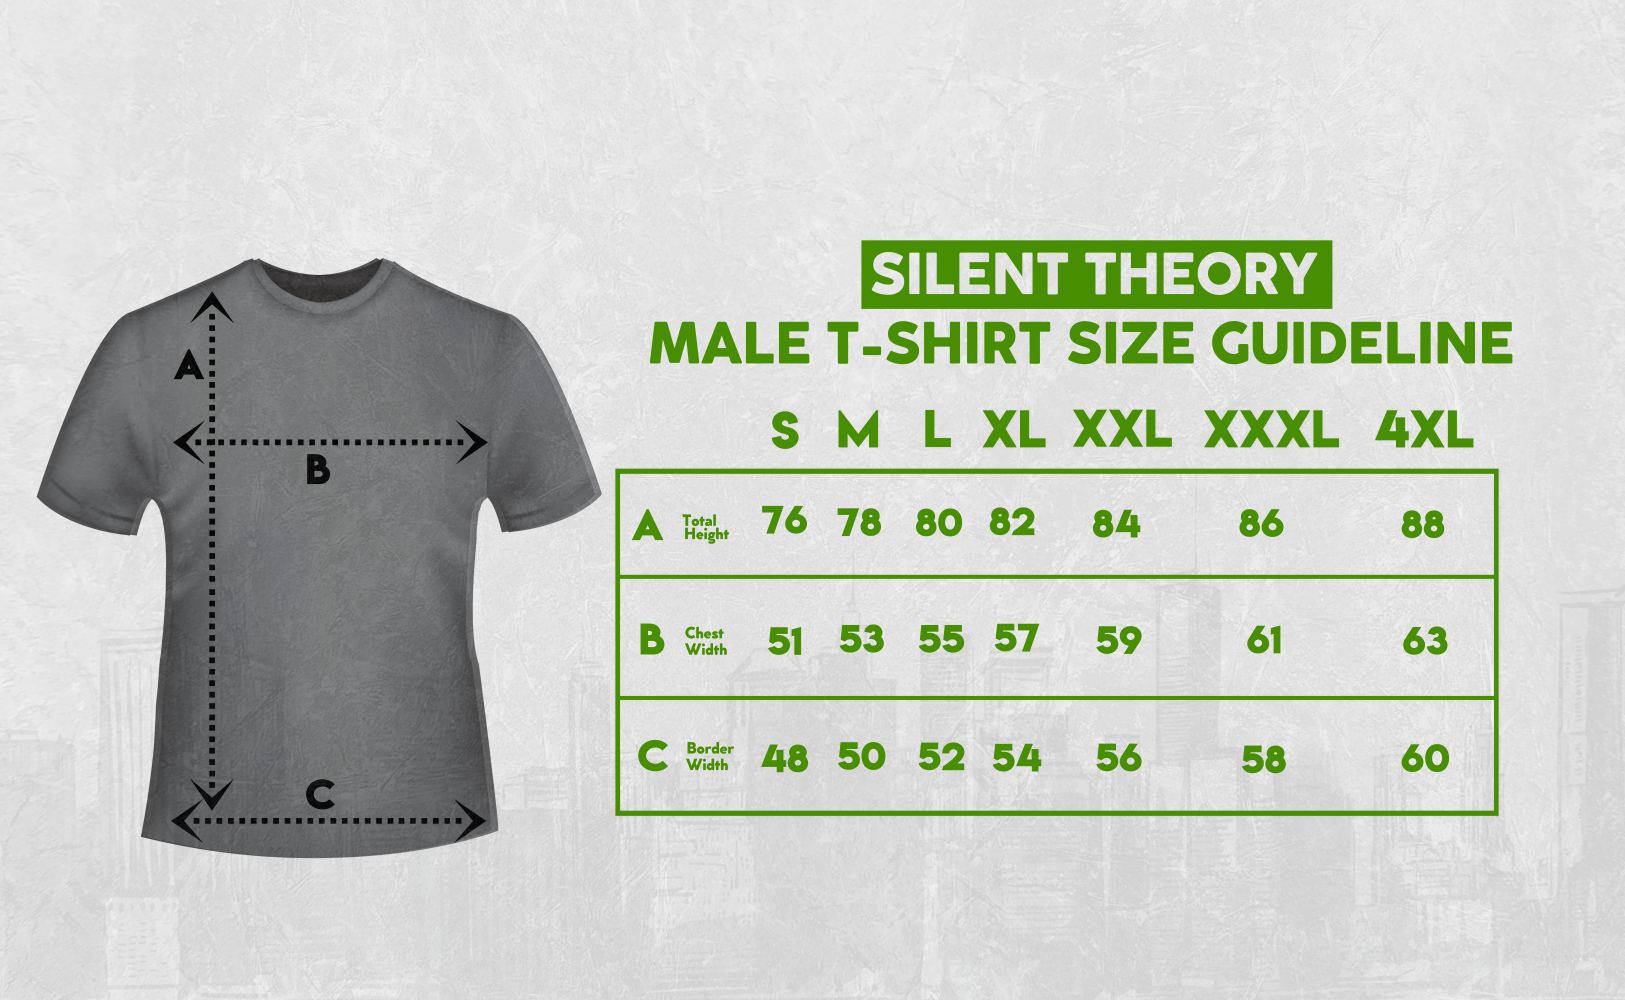 SILENT THEORY
MALE T-SHIRT SIZE GUIDELINE
A
B
C
S M L XL XXL XXXL 4XL
A Total Height 76 78 80 82 84 86 88
B Chest Width 51 53 55 57 59 61 63
C Border Width 48 50 52 54 56 58 60